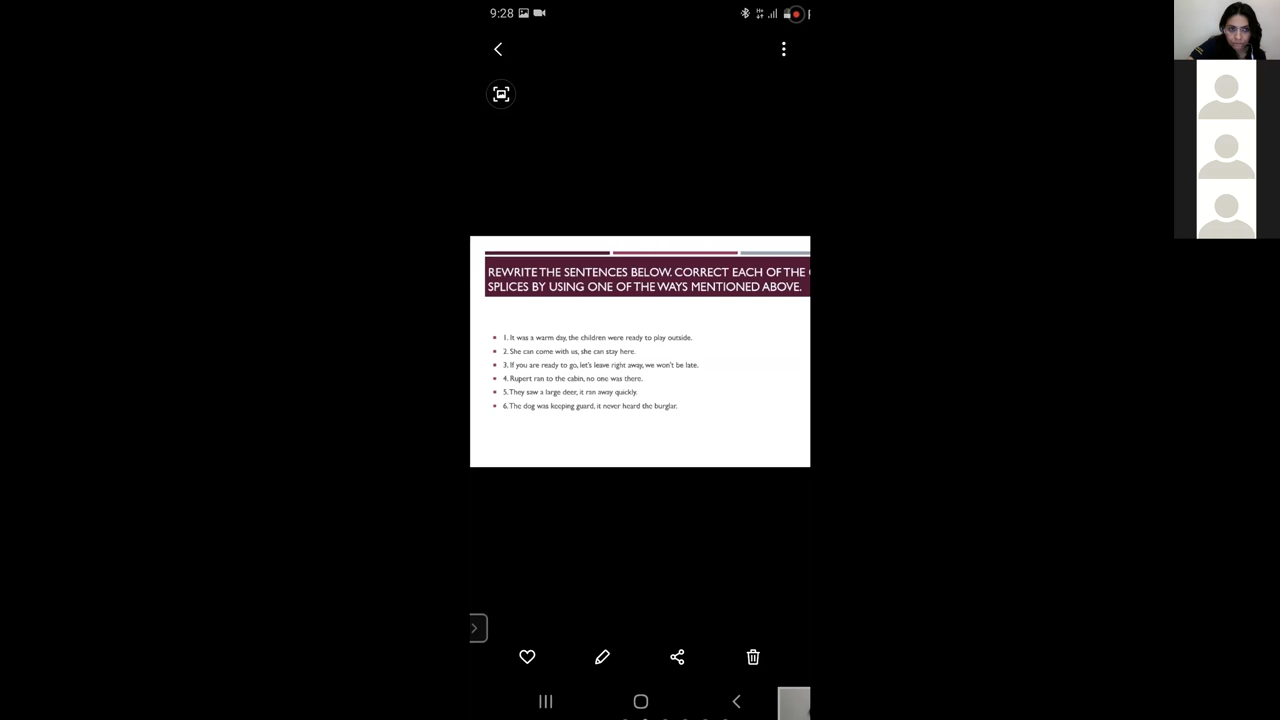 9:28
REWRITE THE SENTENCES BELOW. CORRECT EACH OF THE
SPLICES BY USING ONE OF THE WAYS MENTIONED ABOVE.
1. It was a warm day, the children were ready to play outside.
2. She can come with us, she can stay here.
3. If you are ready to go, let's leave right away, we won't be late.
4. Rupert ran to the cabin, no one was there.
5. They saw a large deer, it ran away quickly.
6. The dog was keeping guard, it never heard the burglar.